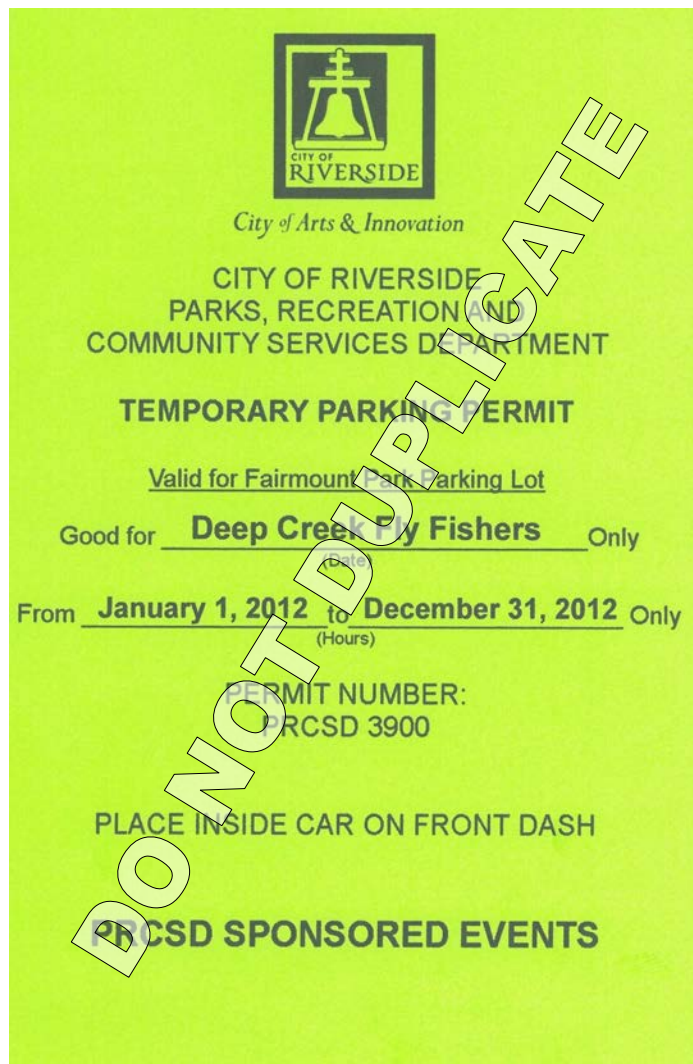 CITY OF
RIVERSIDE
City of Arts & Innovation
CITY OF RIVERSIDE
PARKS, RECREATION AND
COMMUNITY SERVICES DEPARTMENT
TEMPORARY PARKING PERMIT
Valid for Fairmount Park Parking Lot
Good for Deep Creek Fly Fishers Only
(Date)
From January 1, 2012 to December 31, 2012 Only
(Hours)
PERMIT NUMBER:
PRCSD 3900
PLACE INSIDE CAR ON FRONT DASH
PRCSD SPONSORED EVENTS
DO NOT DUPLICATE